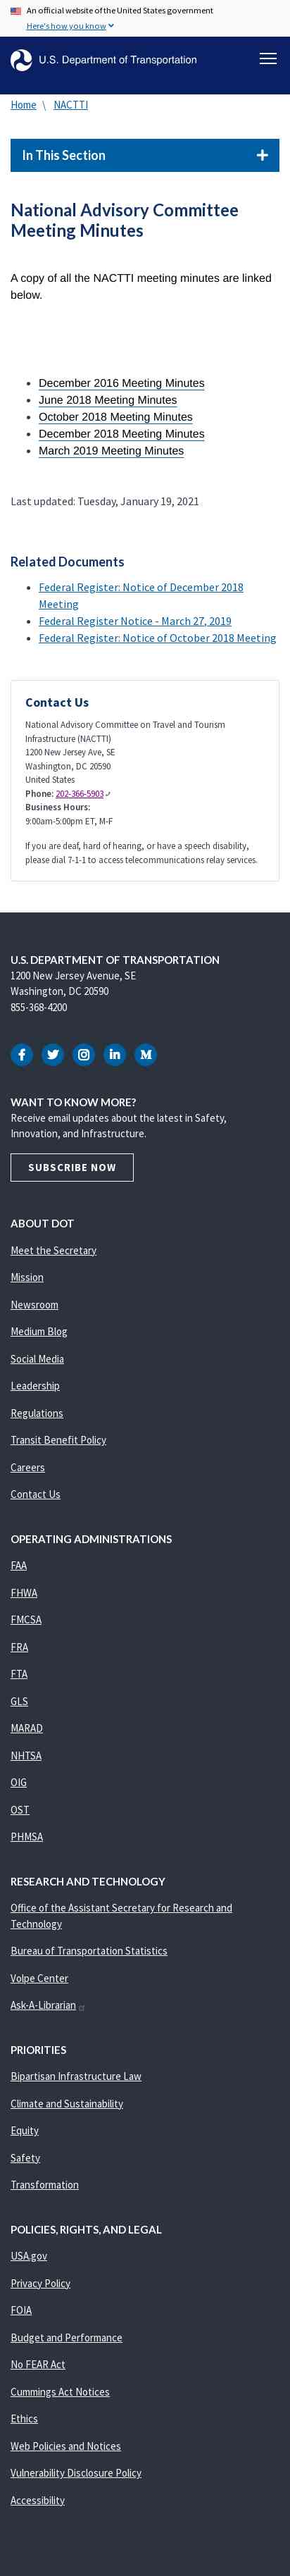 An official website of the United States government
Here's how you know
U.S. Department of Transportation
Home \ NACTTI
In This Section
National Advisory Committee
Meeting Minutes
A copy of all the NACTTI meeting minutes are linked
below.
December 2016 Meeting Minutes
June 2018 Meeting Minutes
October 2018 Meeting Minutes
December 2018 Meeting Minutes
March 2019 Meeting Minutes
Last updated: Tuesday, January 19, 2021
Related Documents
Federal Register: Notice of December 2018
Meeting
Federal Register Notice - March 27, 2019
Federal Register: Notice of October 2018 Meeting
Contact Us
National Advisory Committee on Travel and Tourism
Infrastructure (NACTTI)
1200 New Jersey Ave, SE
Washington, DC 20590
United States
Phone: 202-366-5903
Business Hours:
9:00am-5:00pm ET, M-F
If you are deaf, hard of hearing, or have a speech disability,
please dial 7-1-1 to access telecommunications relay services.
U.S. DEPARTMENT OF TRANSPORTATION
1200 New Jersey Avenue, SE
Washington, DC 20590
855-368-4200
WANT TO KNOW MORE?
Receive email updates about the latest in Safety,
Innovation, and Infrastructure.
SUBSCRIBE NOW
ABOUT DOT
Meet the Secretary
Mission
Newsroom
Medium Blog
Social Media
Leadership
Regulations
Transit Benefit Policy
Careers
Contact Us
OPERATING ADMINISTRATIONS
FAA
FHWA
FMCSA
FRA
FTA
GLS
MARAD
NHTSA
OIG
OST
PHMSA
RESEARCH AND TECHNOLOGY
Office of the Assistant Secretary for Research and
Technology
Bureau of Transportation Statistics
Volpe Center
Ask-A-Librarian
PRIORITIES
Bipartisan Infrastructure Law
Climate and Sustainability
Equity
Safety
Transformation
POLICIES, RIGHTS, AND LEGAL
USA.gov
Privacy Policy
FOIA
Budget and Performance
No FEAR Act
Cummings Act Notices
Ethics
Web Policies and Notices
Vulnerability Disclosure Policy
Accessibility